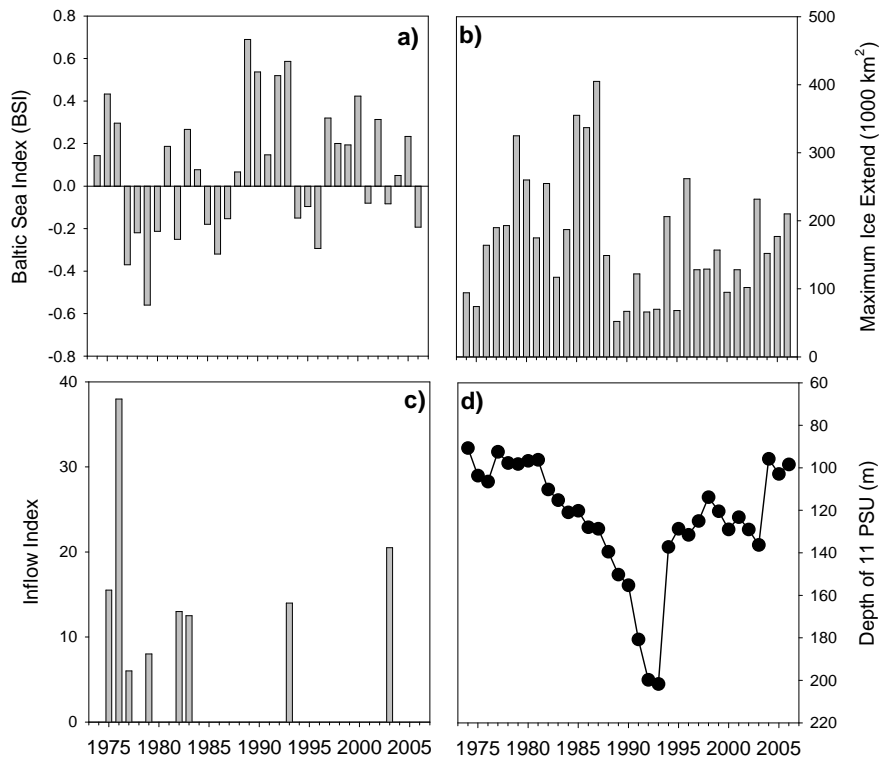 a)
Baltic Sea Index (BSI)
0.8
0.6
0.4
0.2
0.0
-0.2
-0.4
-0.6
-0.8
b)
500
400
300
200
100
0
Maximum Ice Extend (1000 km²)
c)
Inflow Index
40
30
20
10
0
1975 1980 1985 1990 1995 2000 2005
d)
60
80
100
120
140
160
180
200
220
Depth of 11 PSU (m)
1975 1980 1985 1990 1995 2000 2005